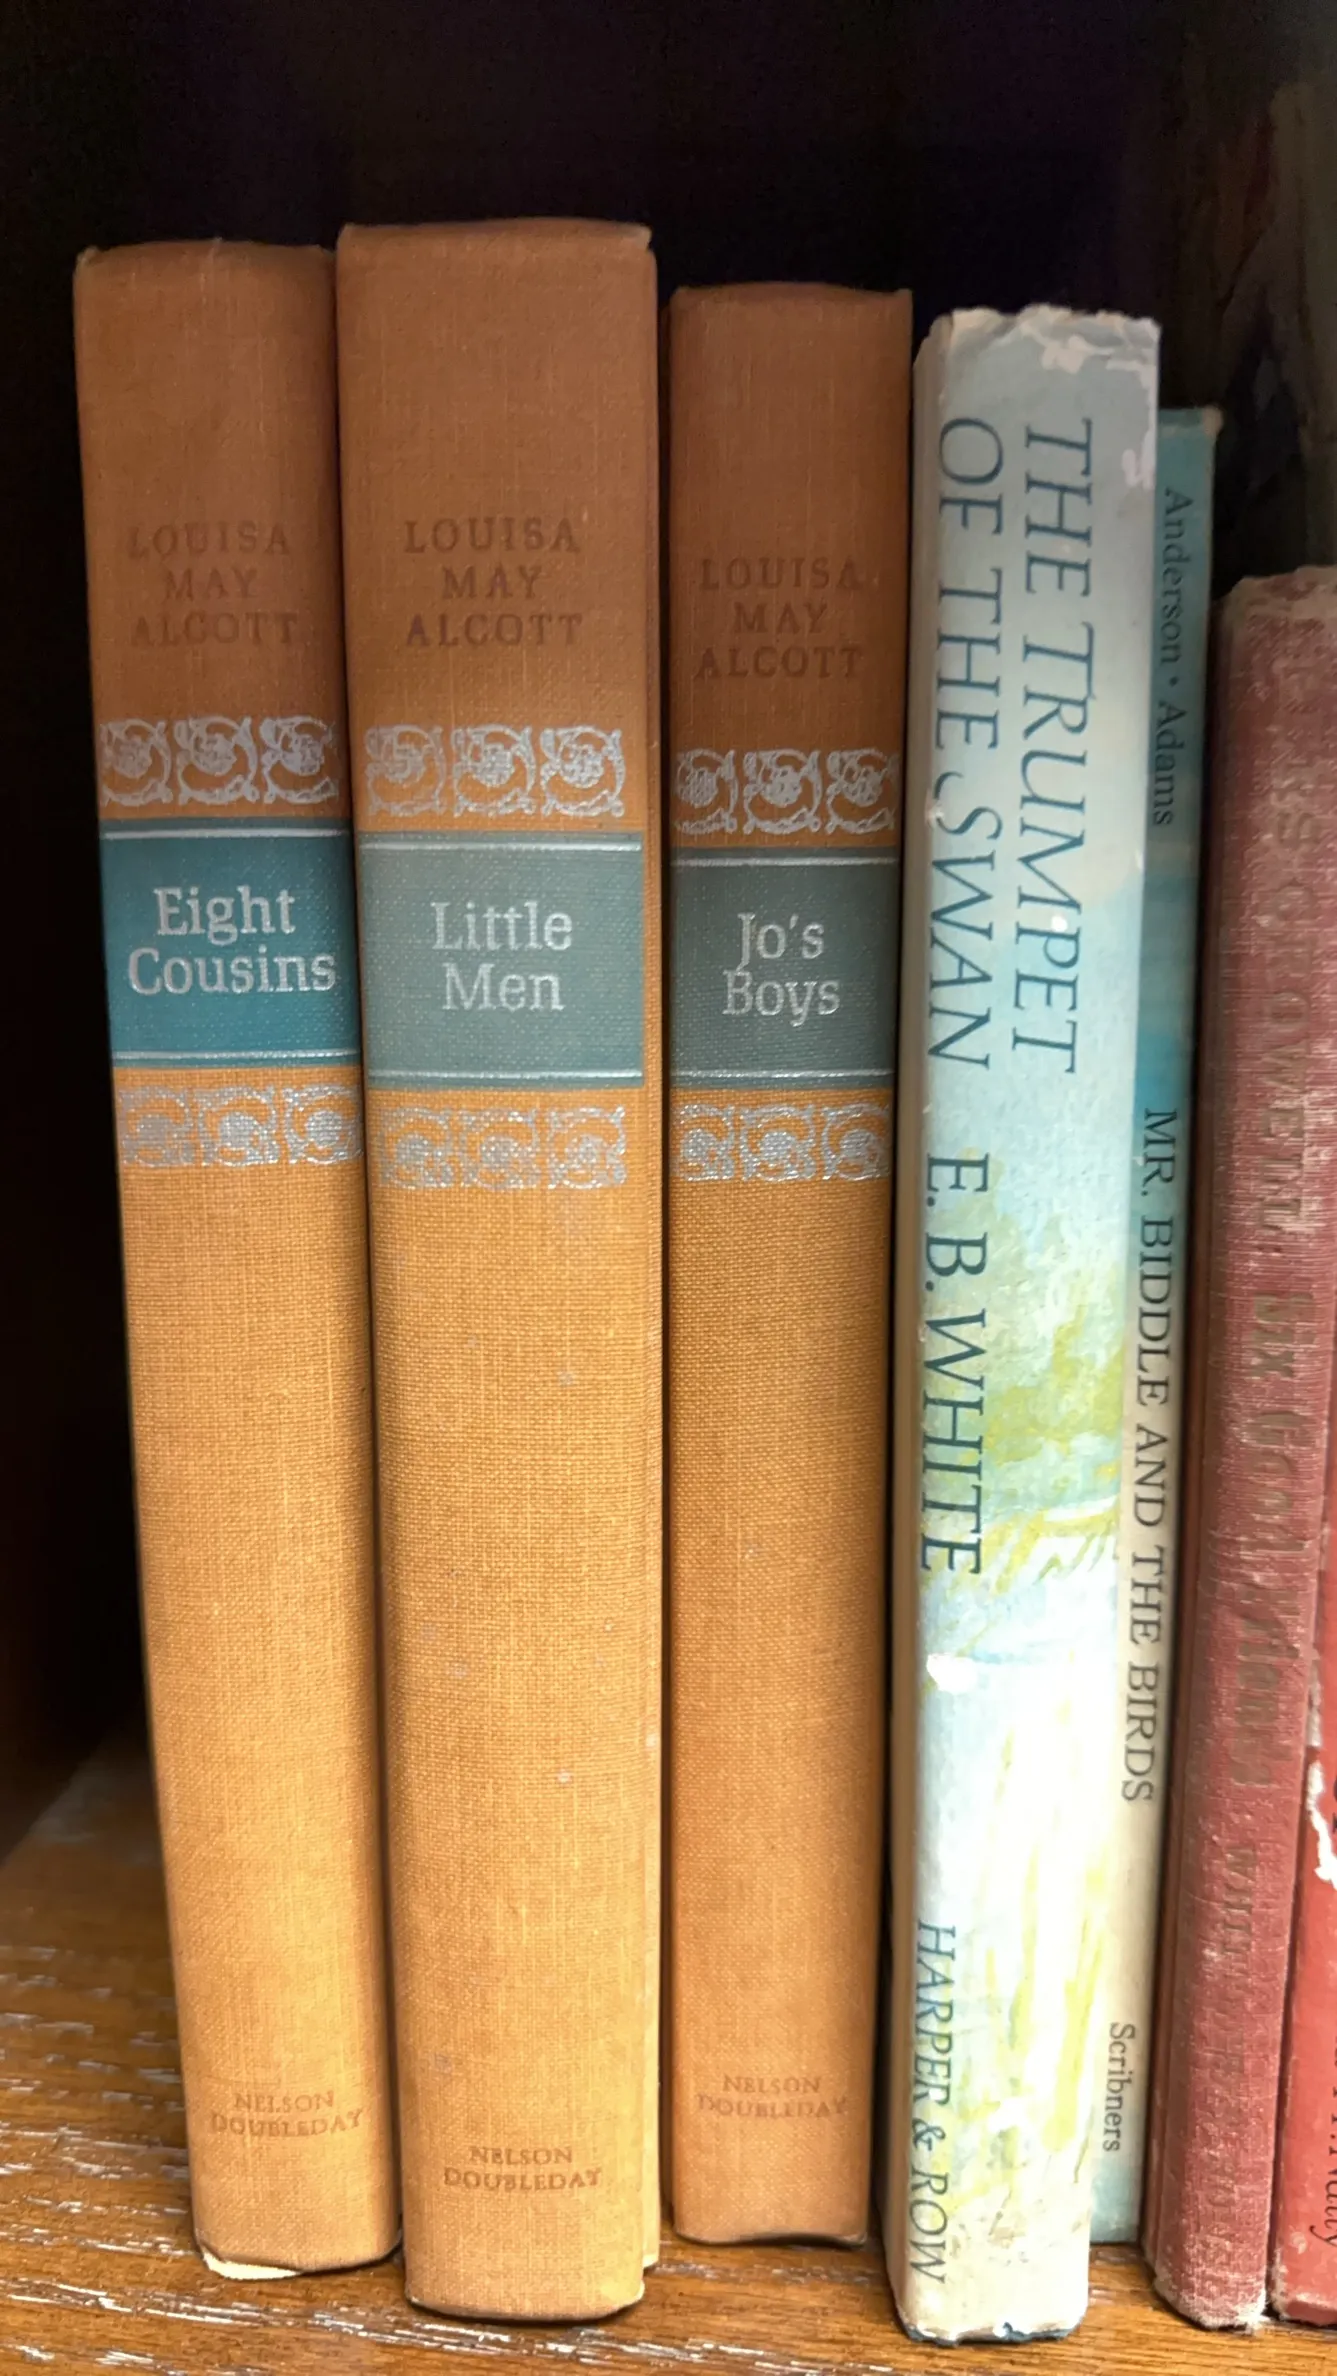 LOUISA
MAY
ALCOTT
Eight
Cousins
NELSON
DOUBLEDAY
LOUISA
MAY
ALCOTT
Little
Men
NELSON
DOUBLEDAY
LOUISA
MAY
ALCOTT
Jo's
Boys
NELSON
DOUBLEDAY
THE TRUMPET
OF THE SWAN E. B. WHITE
HARPER & ROW
Anderson • Adams
MR. BIDDLE AND THE BIRDS
Scribners